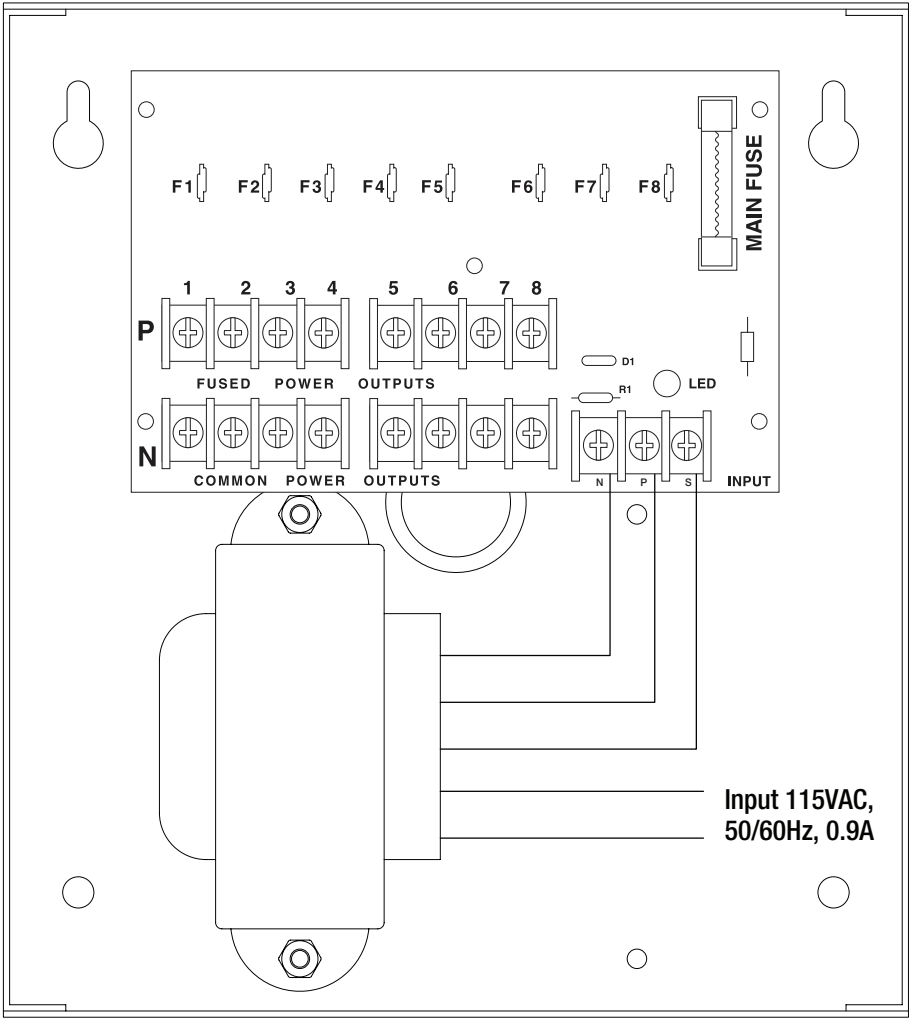 F1 F2 F3 F4 F5 F6 F7 F8
MAIN FUSE
1 2 3 4 5 6 7 8
P
D1
FUSED POWER OUTPUTS
LED
R1
N
COMMON POWER OUTPUTS
N P S
INPUT
Input 115VAC,
50/60Hz, 0.9A